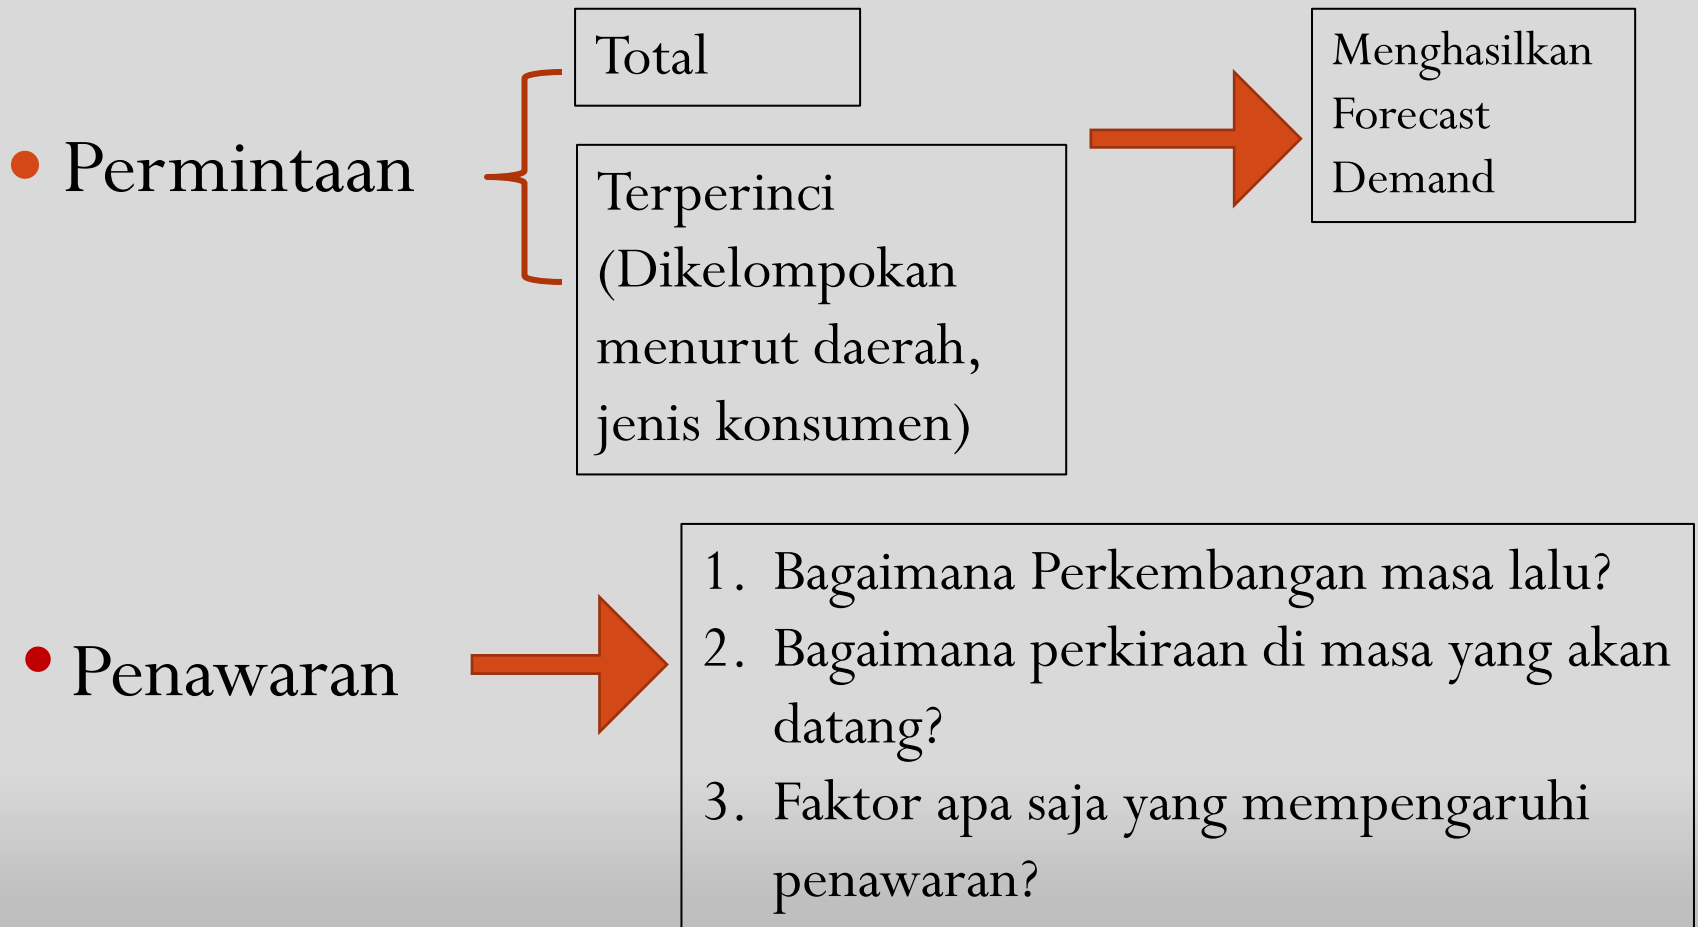 • Permintaan
Total
Terperinci
(Dikelompokan
menurut daerah,
jenis konsumen)
Menghasilkan
Forecast
Demand
• Penawaran
1. Bagaimana Perkembangan masa lalu?
2. Bagaimana perkiraan di masa yang akan
datang?
3. Faktor apa saja yang mempengaruhi
penawaran?